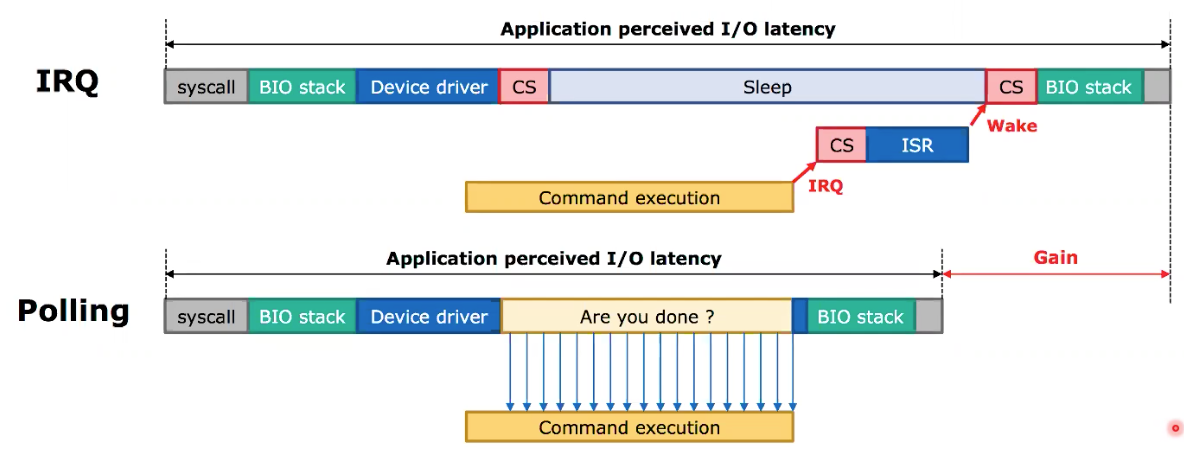 Application perceived I/O latency
IRQ
syscall BIO stack Device driver CS Sleep CS BIO stack
Wake
CS ISR
IRQ
Command execution
Application perceived I/O latency
Gain
Polling
syscall BIO stack Device driver Are you done ? BIO stack
Command execution